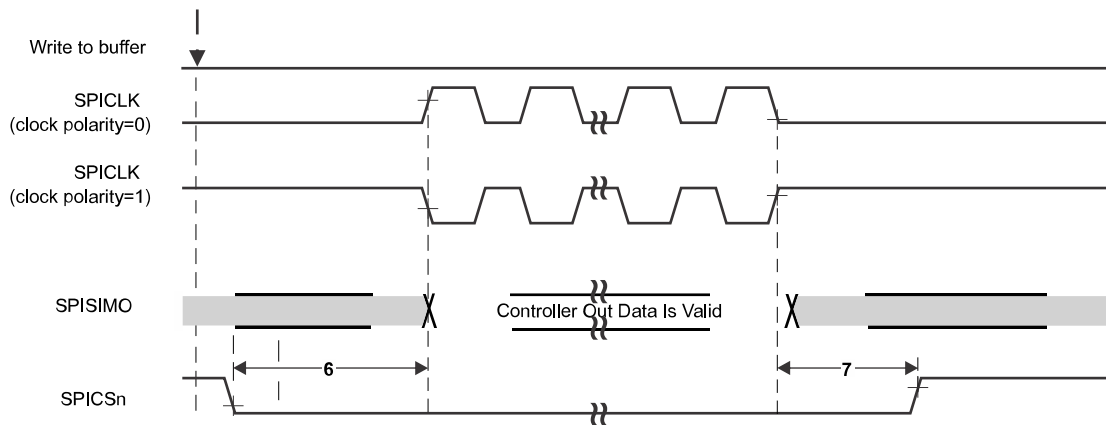 Write to buffer
SPICLK
(clock polarity=0)
SPICLK
(clock polarity=1)
SPISIMO
Controller Out Data Is Valid
6
7
SPICSn